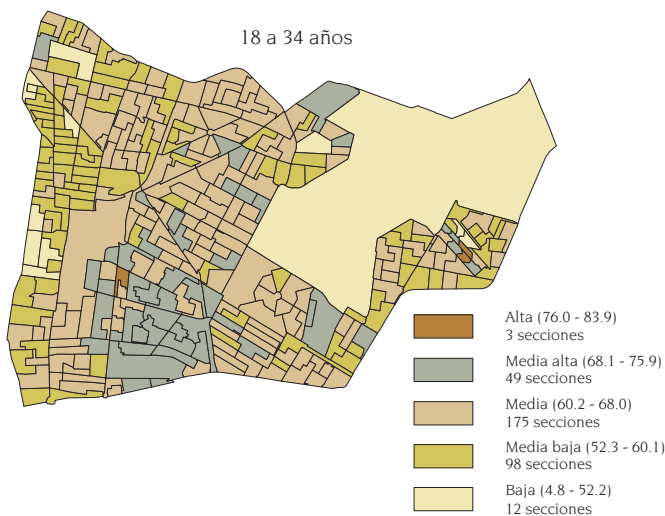 18 a 34 años
Alta (76.0 - 83.9)
3 secciones
Media alta (68.1 - 75.9)
49 secciones
Media (60.2 - 68.0)
175 secciones
Media baja (52.3 - 60.1)
98 secciones
Baja (4.8 - 52.2)
12 secciones